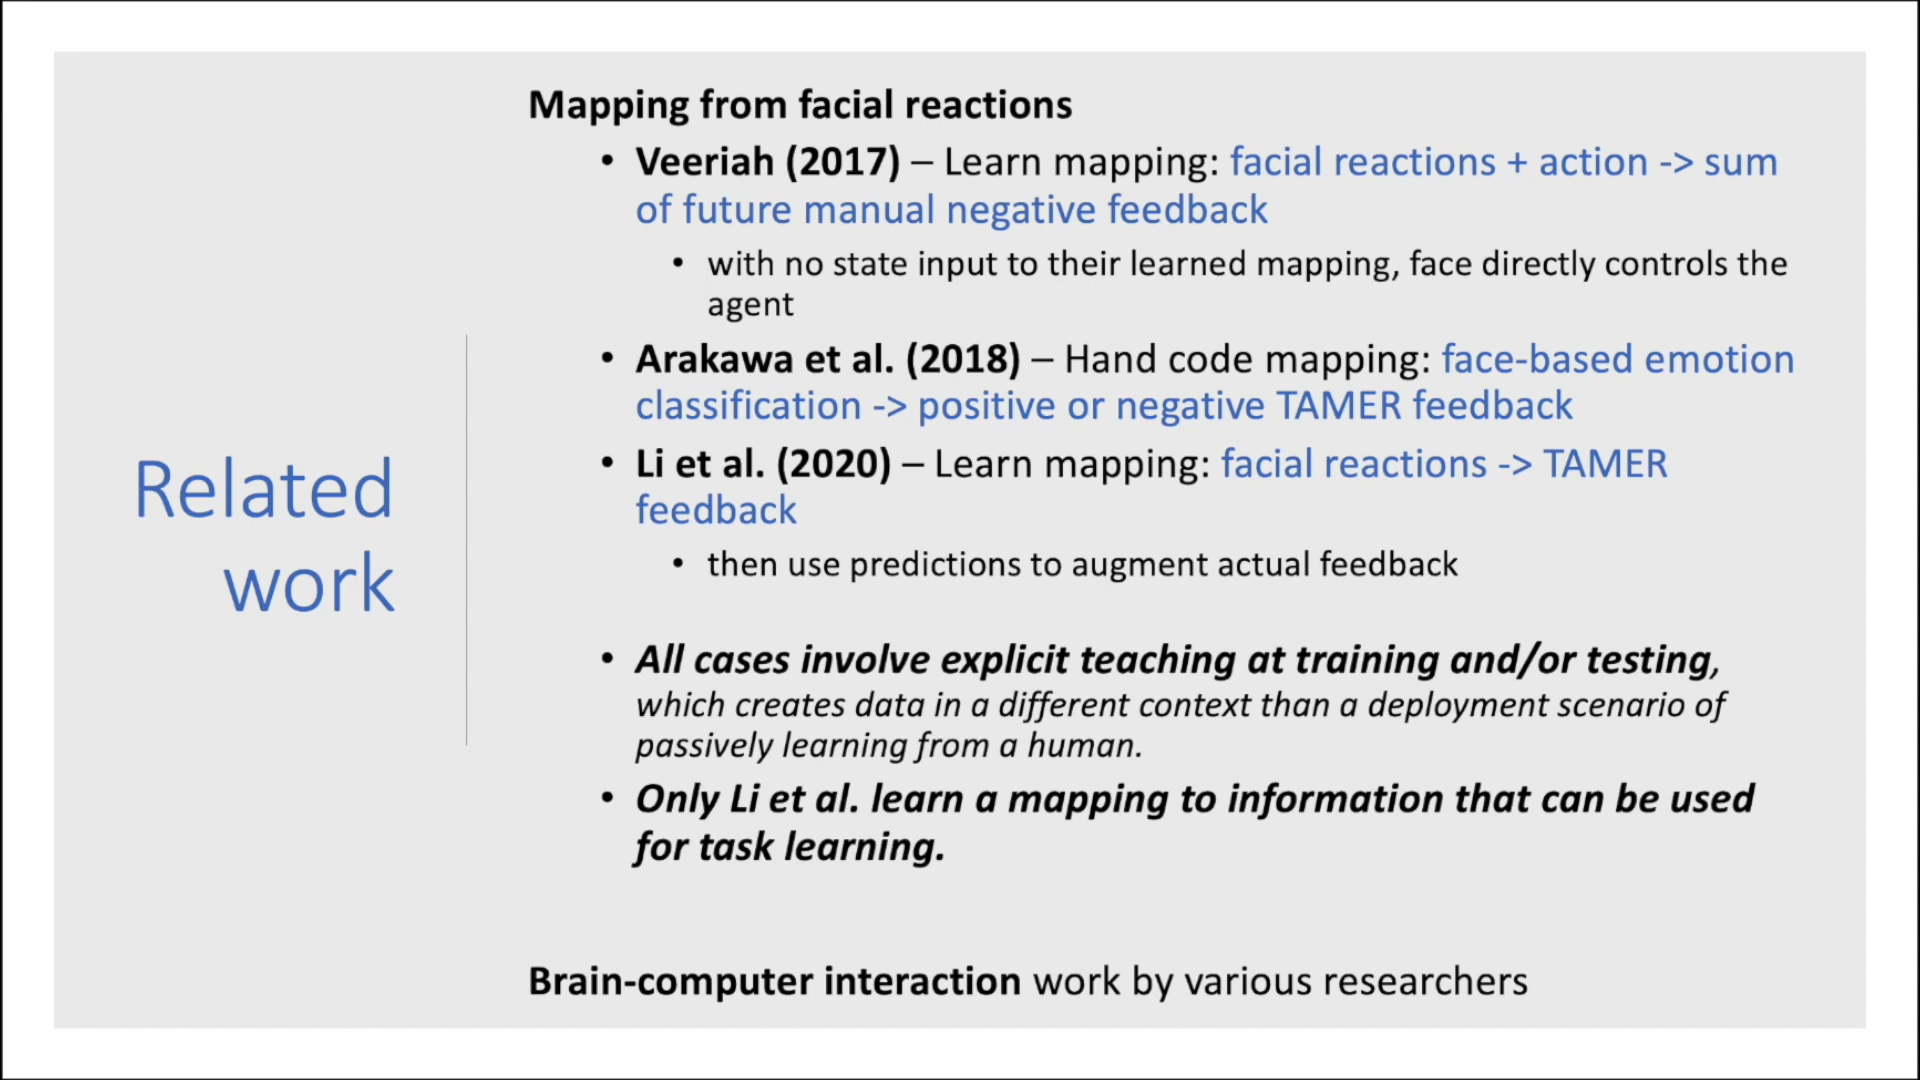 Related
work
Mapping from facial reactions
• Veeriah (2017) – Learn mapping: facial reactions + action -> sum
of future manual negative feedback
• with no state input to their learned mapping, face directly controls the
agent
• Arakawa et al. (2018) – Hand code mapping: face-based emotion
classification -> positive or negative TAMER feedback
• Li et al. (2020) – Learn mapping: facial reactions -> TAMER
feedback
• then use predictions to augment actual feedback
• All cases involve explicit teaching at training and/or testing,
which creates data in a different context than a deployment scenario of
passively learning from a human.
• Only Li et al. learn a mapping to information that can be used
for task learning.
Brain-computer interaction work by various researchers